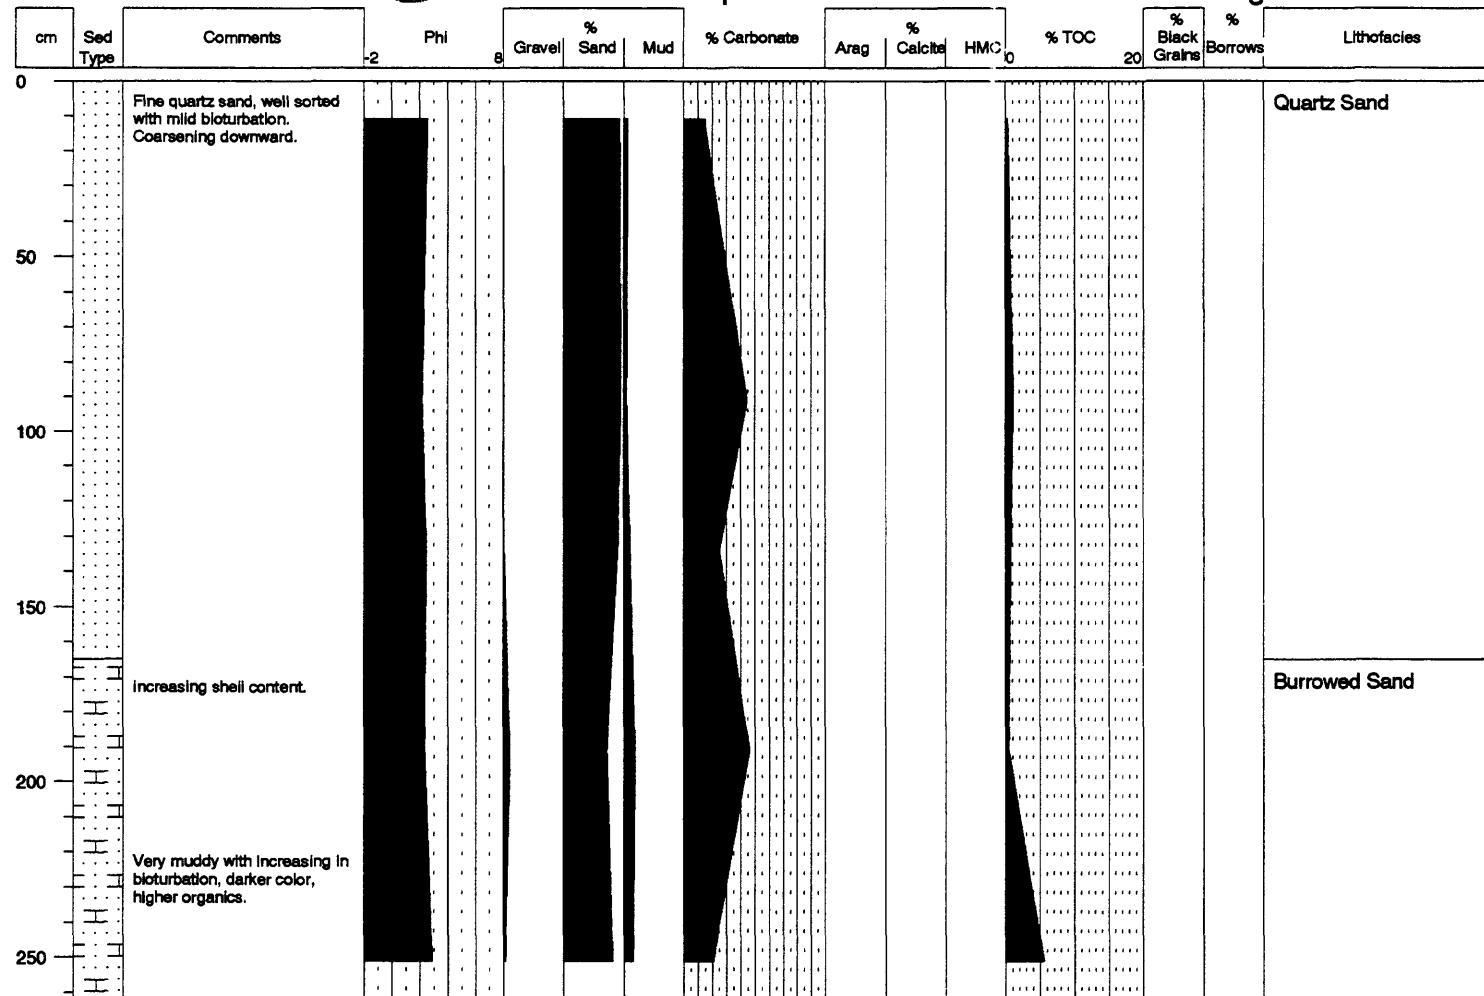 cm
Sed
Type
Comments
Phi
-2
8
%
Gravel
Sand
Mud
% Carbonate
%
Arag
Calcite
HMC
% TOC
0
20
%
Black
Grains
%
Borrows
Lithofacies
0
Fine quartz sand, well sorted
with mild bioturbation.
Coarsening downward.
Quartz Sand
50
100
150
increasing shell content.
Burrowed Sand
200
Very muddy with increasing in
bioturbation, darker color,
higher organics.
250